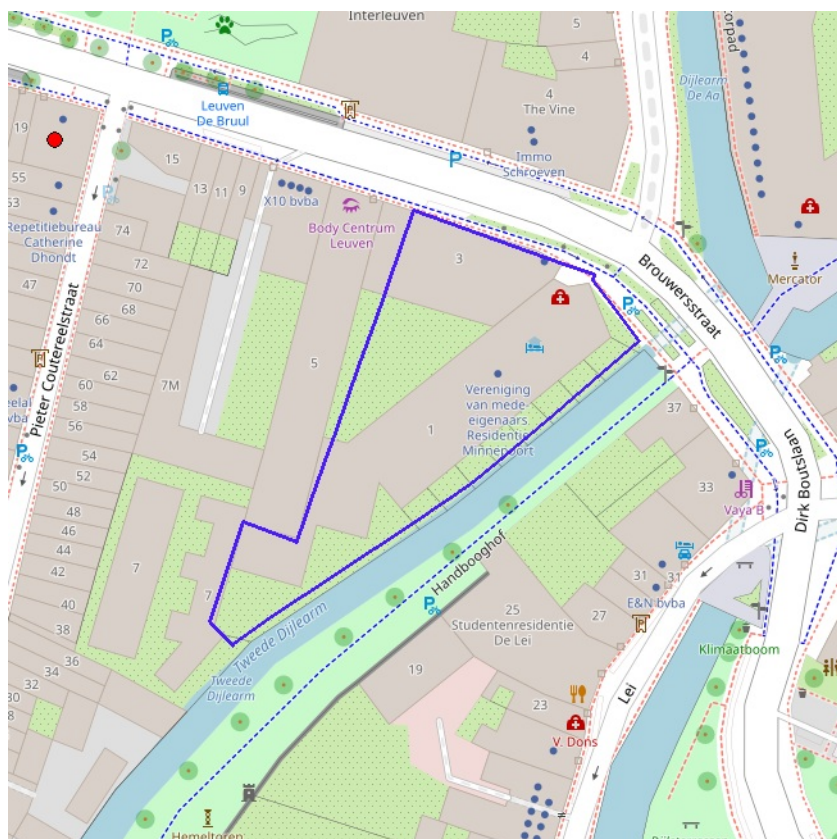 Interleuven
5
4
4
The Vine
Leuven
De Bruul
P
Immo
Schroeven
Dijlearm
De Aa
19
15
13
11
9
X10 bvba
Body Centrum
Leuven
3
Brouwersstraat
Mercator
55
53
Repetitiebureau
Catherine
Dhondt
47
74
72
70
68
66
64
62
60
58
56
54
52
50
48
46
44
42
40
38
36
34
32
30
7M
5
Pieter Coutereelstraat
Vereniging
van mede-
eigenaars
Residentie
Minnepoort
1
37
33
Vaya B
Dirk Boutslaan
7
7
Handbooghof
31
31
E&N bvba
27
25
Studentenresidentie
De Lei
Klimaatboom
Tweede Dijlearm
Tweede
Dijlearm
19
23
Lei
V. Dons
Hemeltoren